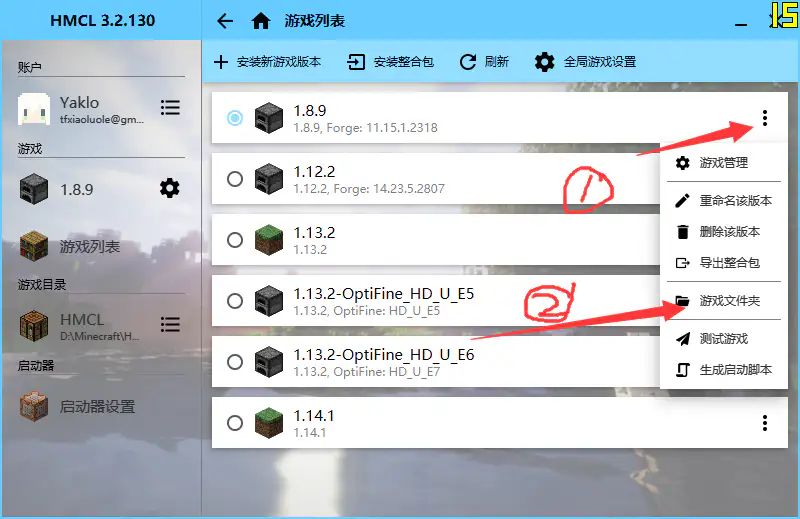 HMCL 3.2.130
游戏列表
15
安装新游戏版本
安装整合包
刷新
全局游戏设置
账户
Yaklo
tfxiaoluole@gm...
游戏
1.8.9
游戏列表
游戏目录
HMCL
D:\Minecraft\H...
启动器
启动器设置
1.8.9
1.8.9, Forge: 11.15.1.2318
1.12.2
1.12.2, Forge: 14.23.5.2807
1.13.2
1.13.2
1.13.2-OptiFine_HD_U_E5
1.13.2, OptiFine: HD_U_E5
1.13.2-OptiFine_HD_U_E6
1.13.2, OptiFine: HD_U_E7
1.14.1
1.14.1
①
②
游戏管理
重命名该版本
删除该版本
导出整合包
游戏文件夹
测试游戏
生成启动脚本